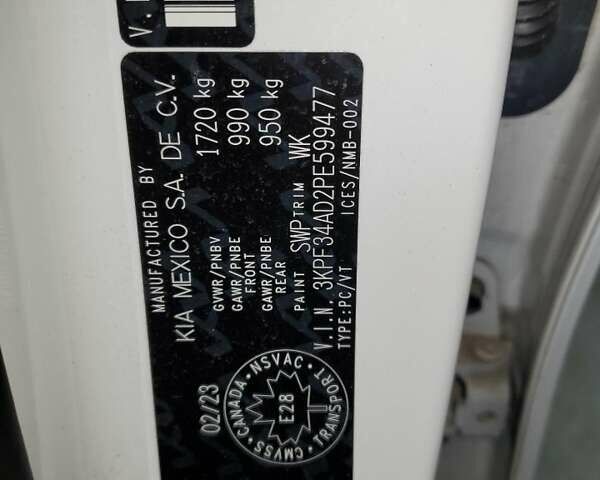 V.I
MANUFACTURED BY
KIA MEXICO S.A. DE C.V.
GVWR/PNBV 1720 kg
GAWR/PNBE FRONT 990 kg
GAWR/PNBE REAR 950 kg
PAINT SWP TRIM WK
V.I.N. 3KPF34AD2PE599477
TYPE:PC/VT ICES/NMB-002
02/23
CANADA • NSVAC •
TRANSPORT • CMVSS •
E28